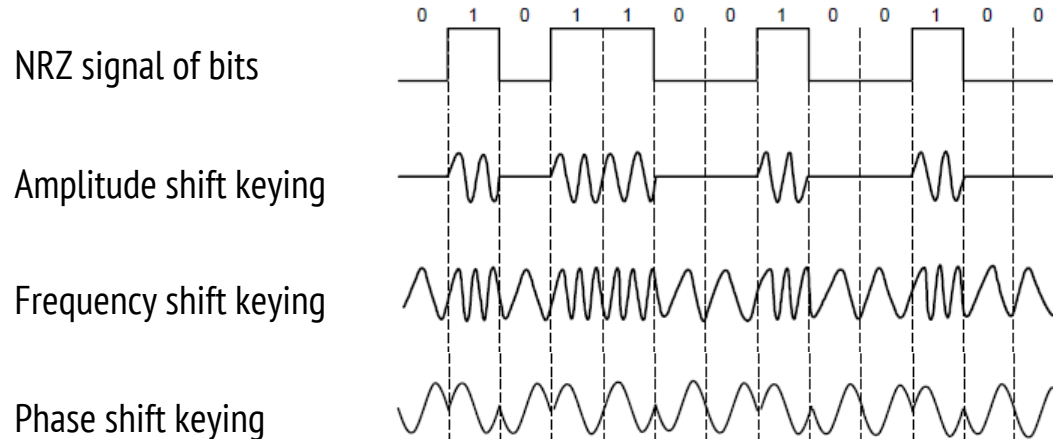 0 1 0 1 1 0 0 1 0 0 1 0 0
NRZ signal of bits
Amplitude shift keying
Frequency shift keying
Phase shift keying